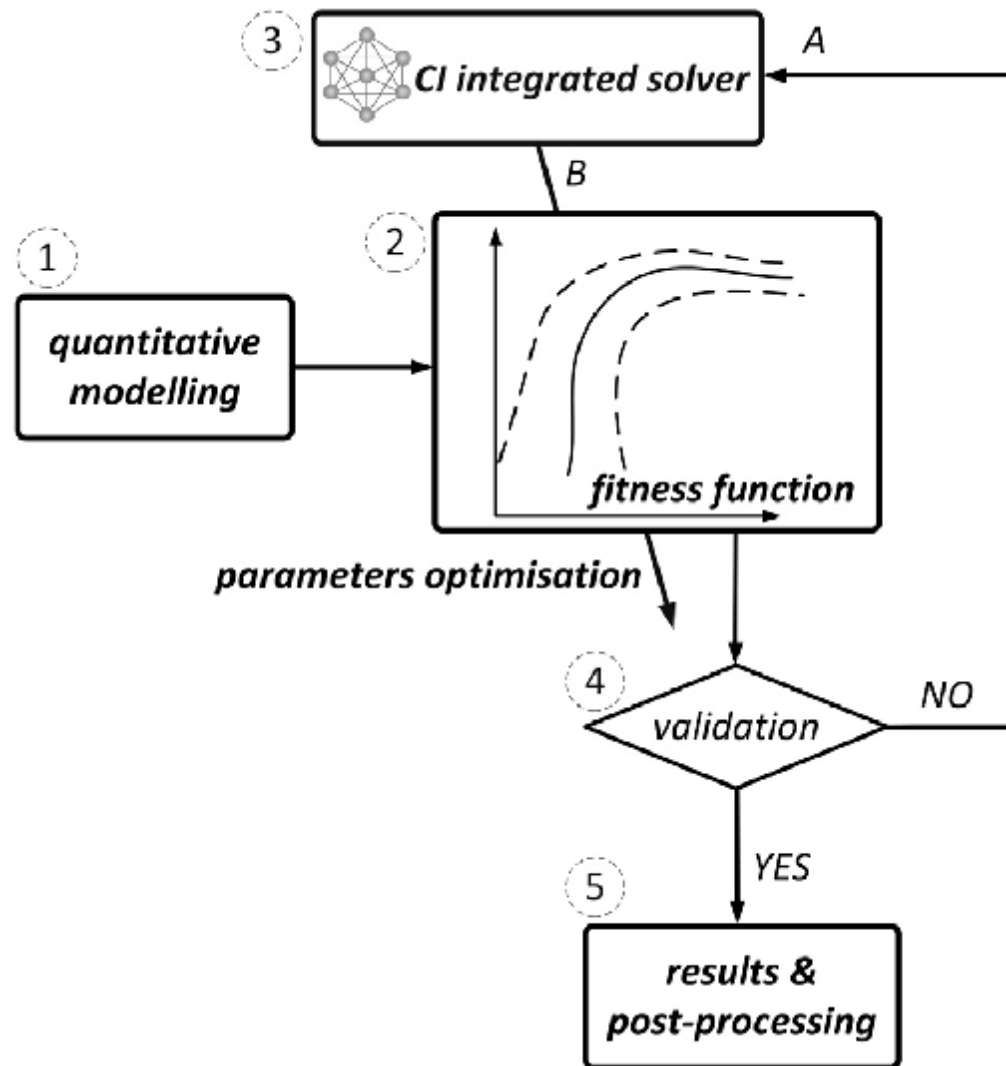 3
CI integrated solver
A
B
1
2
quantitative
modelling
fitness function
parameters optimisation
4
validation
NO
YES
5
results &
post-processing